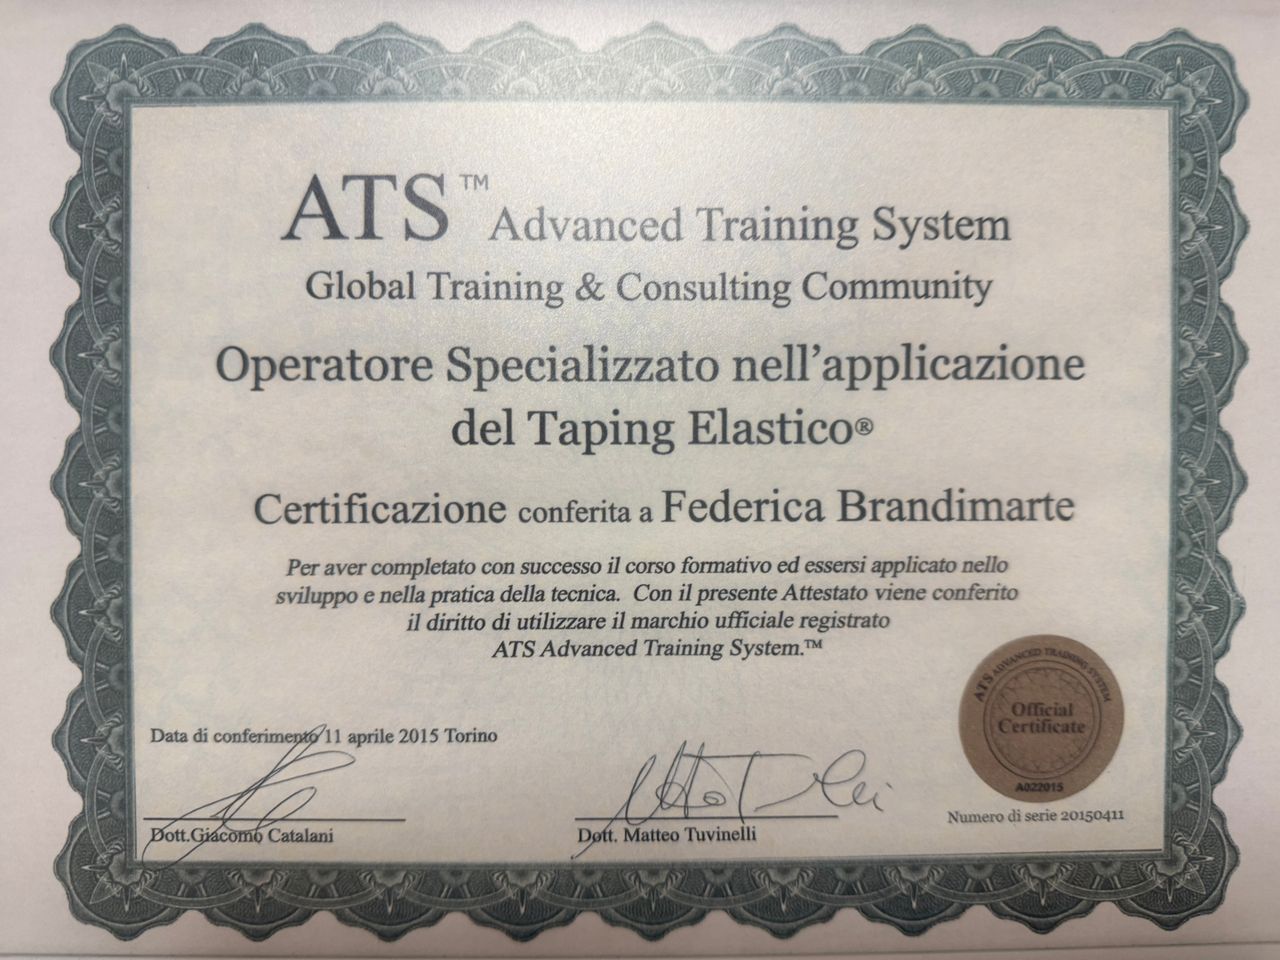 ATS™ Advanced Training System
Global Training & Consulting Community
Operatore Specializzato nell'applicazione
del Taping Elastico®
Certificazione conferita a Federica Brandimarte
Per aver completato con successo il corso formativo ed essersi applicato nello
sviluppo e nella pratica della tecnica. Con il presente Attestato viene conferito
il diritto di utilizzare il marchio ufficiale registrato
ATS Advanced Training System.™
ATS ADVANCED TRAINING SYSTEM
Official
Certificate
A022015
Data di conferimento 11 aprile 2015 Torino
Dott.Giacomo Catalani
Dott. Matteo Tuvinelli
Numero di serie 20150411